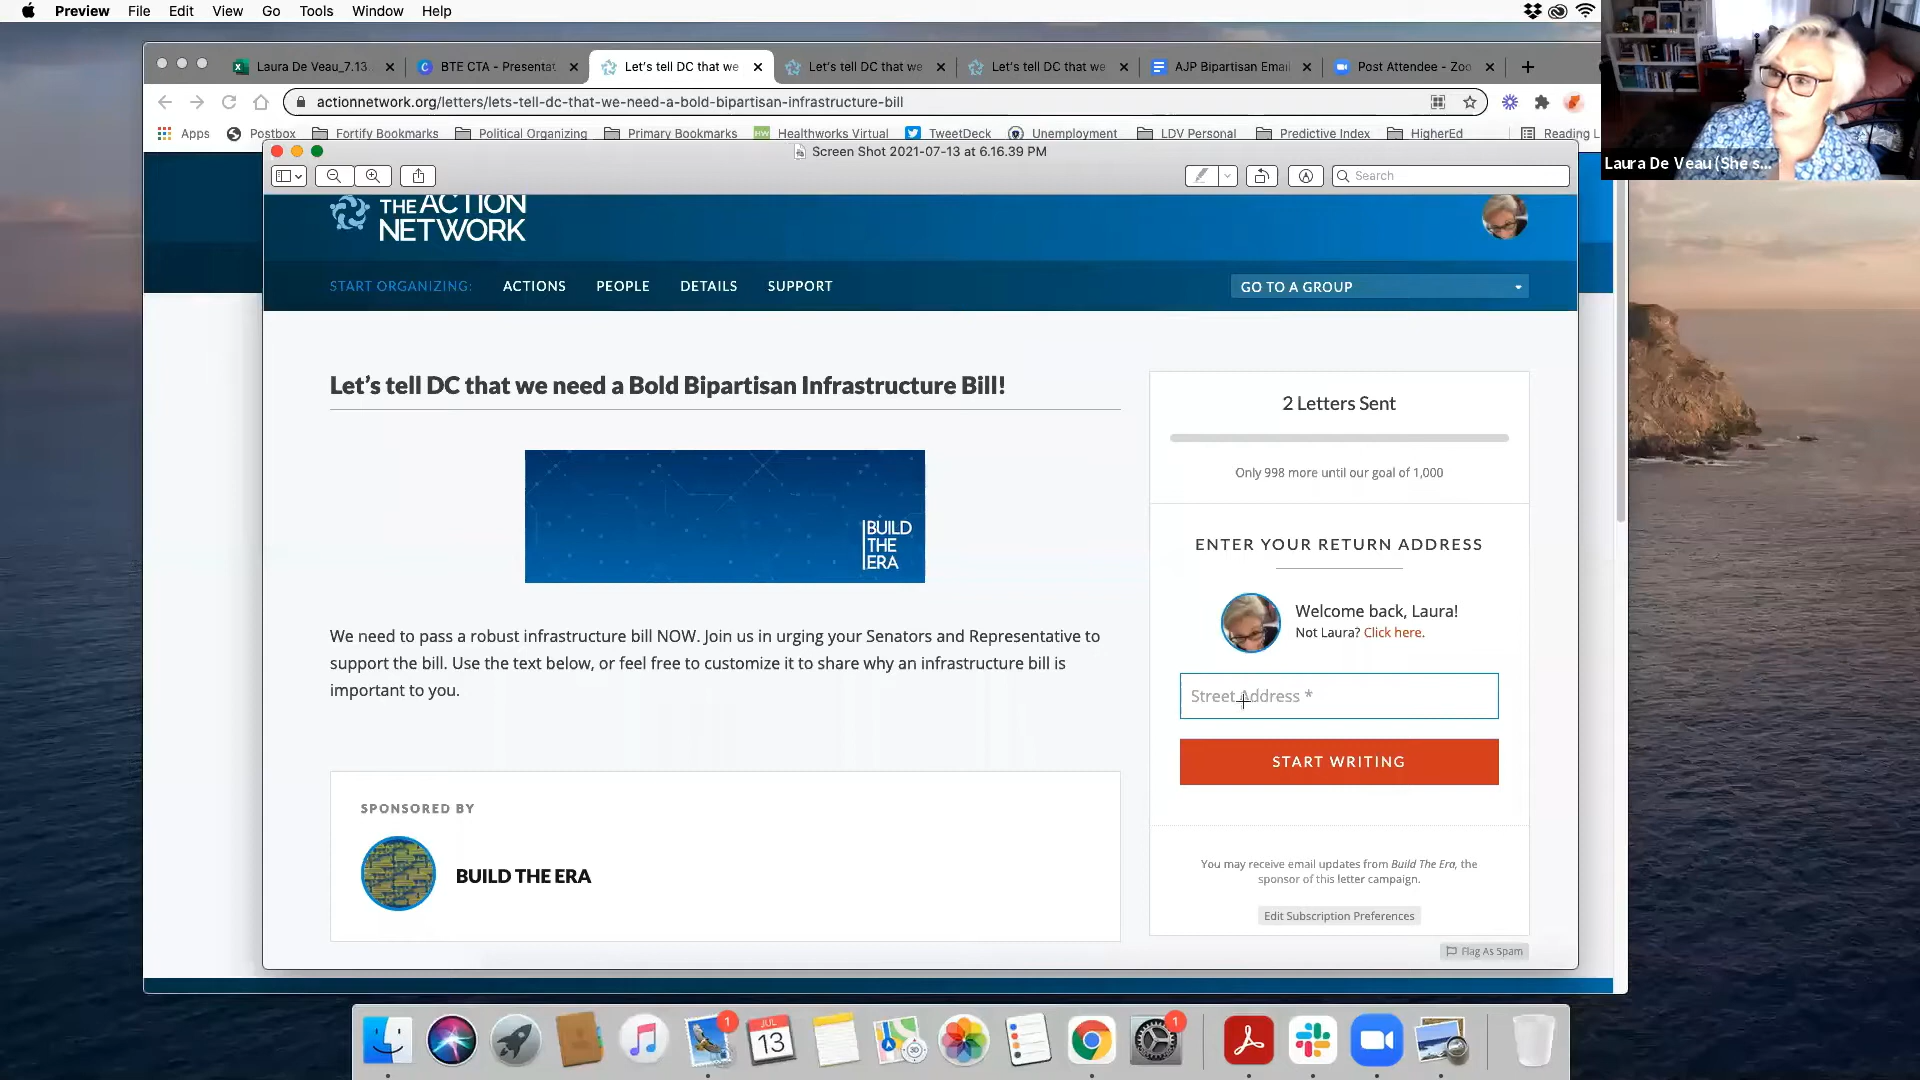 Preview File Edit View Go Tools Window Help
Laura De Veau_7.13
BTE CTA - Presentat
Let's tell DC that we
Let's tell DC that we
Let's tell DC that we
AJP Bipartisan Emai
Post Attendee - Zoo
actionnetwork.org/letters/lets-tell-dc-that-we-need-a-bold-bipartisan-infrastructure-bill
Apps Postbox Fortify Bookmarks Political Organizing Primary Bookmarks Healthworks Virtual TweetDeck Unemployment LDV Personal Predictive Index HigherEd Reading L
Laura De Veau (She s...
Screen Shot 2021-07-13 at 6.16.39 PM
Search
THE ACTION
NETWORK
START ORGANIZING: ACTIONS PEOPLE DETAILS SUPPORT
GO TO A GROUP
Let's tell DC that we need a Bold Bipartisan Infrastructure Bill!
BUILD
THE
ERA
We need to pass a robust infrastructure bill NOW. Join us in urging your Senators and Representative to
support the bill. Use the text below, or feel free to customize it to share why an infrastructure bill is
important to you.
SPONSORED BY
BUILD THE ERA
2 Letters Sent
Only 998 more until our goal of 1,000
ENTER YOUR RETURN ADDRESS
Welcome back, Laura!
Not Laura? Click here.
Street Address *
START WRITING
You may receive email updates from Build The Era, the
sponsor of this letter campaign.
Edit Subscription Preferences
Flag As Spam
1
JUL
13
3D
1